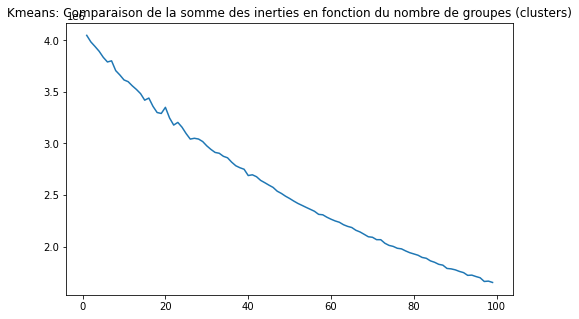 Kmeans: Comparaison de la somme des inerties en fonction du nombre de groupes (clusters)
1e6
4.0
3.5
3.0
2.5
2.0
0 20 40 60 80 100